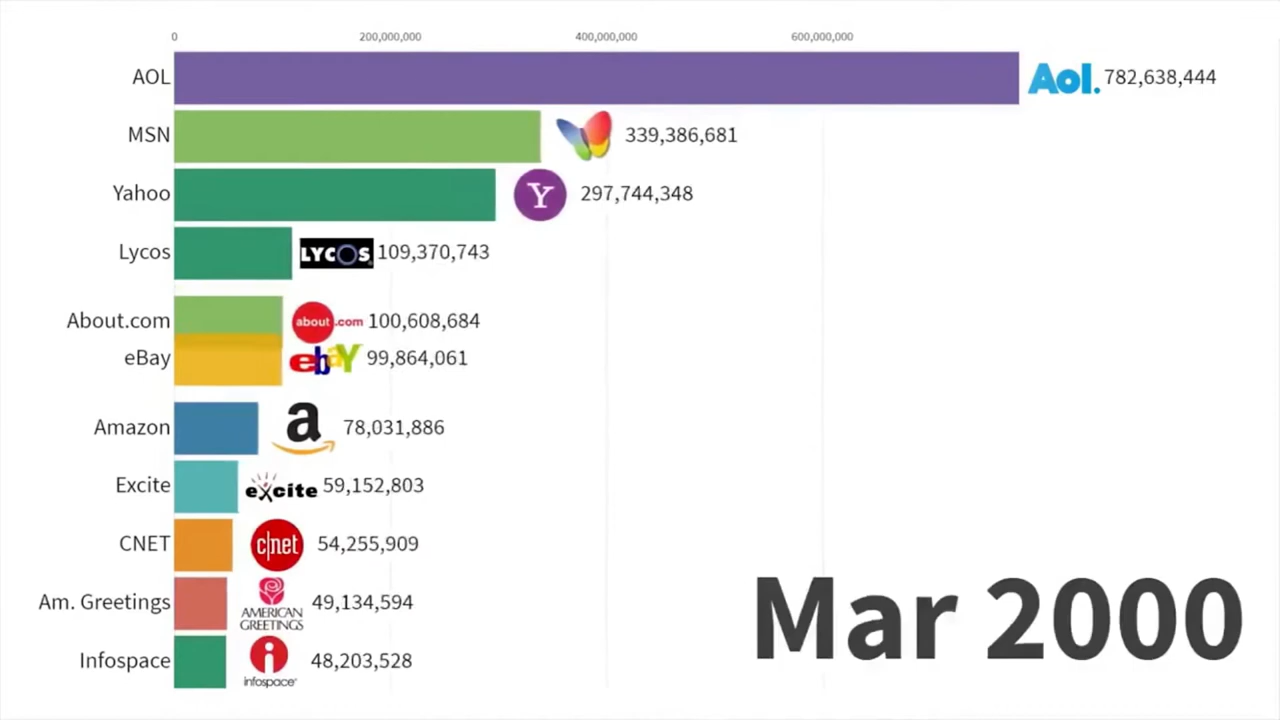 0 200,000,000 400,000,000 600,000,000
AOL Aol. 782,638,444
MSN 339,386,681
Yahoo Y 297,744,348
Lycos LYCOS 109,370,743
About.com about.com 100,608,684
eBay ebaY 99,864,061
Amazon a 78,031,886
Excite excite 59,152,803
CNET c|net 54,255,909
Am. Greetings AMERICAN GREETINGS 49,134,594
Infospace i infospace 48,203,528
Mar 2000